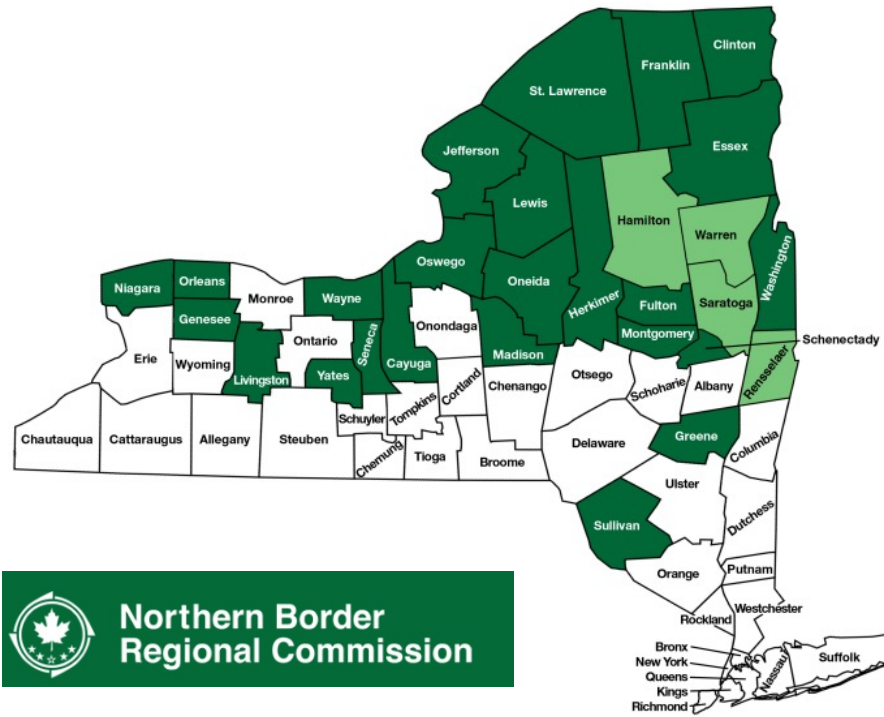 Clinton
Franklin
St. Lawrence
Essex
Jefferson
Lewis
Hamilton
Warren
Washington
Oswego
Oneida
Herkimer
Niagara
Orleans
Monroe
Wayne
Fulton
Saratoga
Genesee
Onondaga
Montgomery
Schenectady
Ontario
Seneca
Cayuga
Madison
Erie
Wyoming
Livingston
Yates
Rensselaer
Otsego
Schoharie
Albany
Cortland
Chenango
Schuyler
Tompkins
Chautauqua
Cattaraugus
Allegany
Steuben
Chemung
Tioga
Broome
Delaware
Greene
Columbia
Ulster
Sullivan
Dutchess
Orange
Putnam
Rockland
Westchester
Bronx
New York
Queens
Kings
Richmond
Nassau
Suffolk
Northern Border
Regional Commission